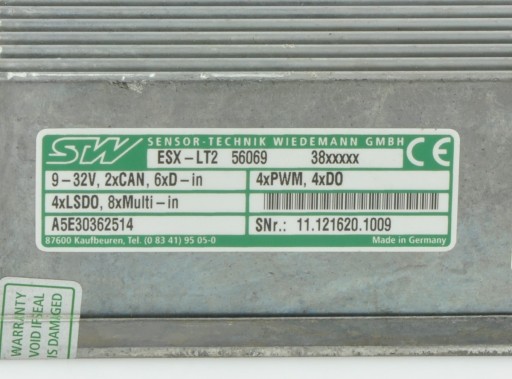 STW SENSOR-TECHNIK WIEDEMANN GMBH CE
ESX-LT2 56069 38xxxxx
9-32V, 2xCAN, 6xD-in 4xPWM, 4xDO
4xLSDO, 8xMulti-in
A5E30362514 SNr.: 11.121620.1009
87600 Kaufbeuren, Tel. (0 83 41) 95 05-0 Made in Germany
WARRANTY
VOID IF SEAL
IS DAMAGED